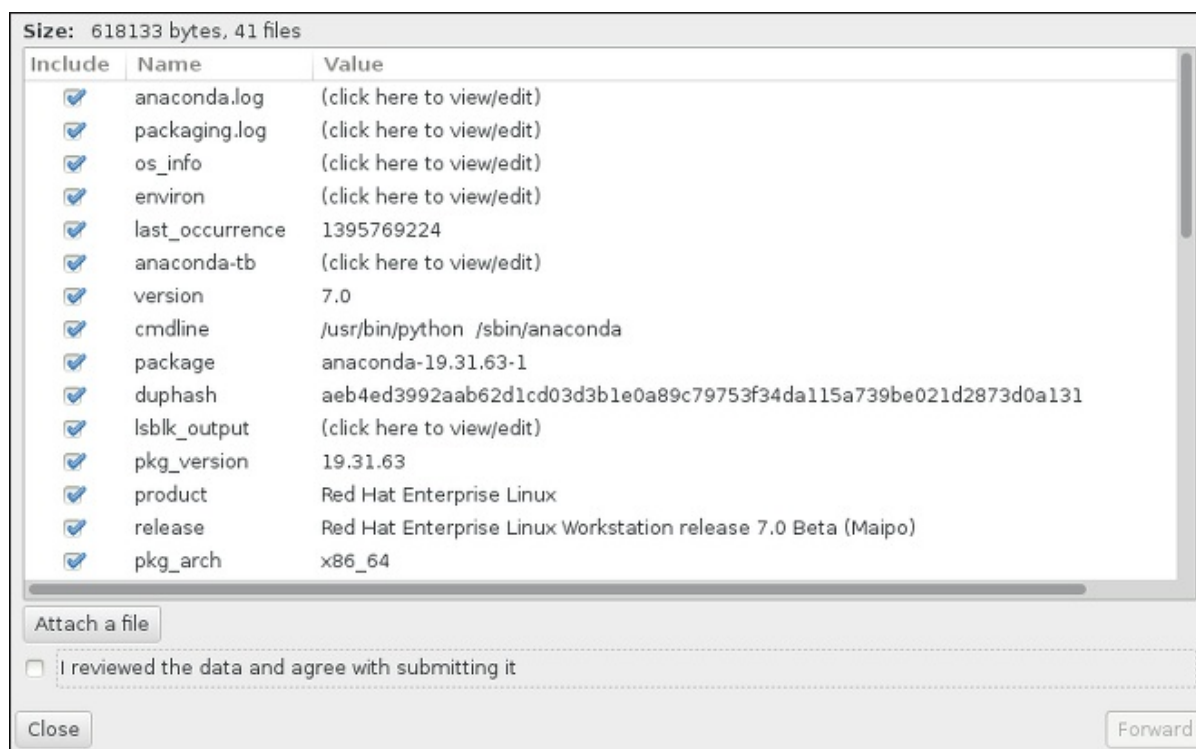 Size: 618133 bytes, 41 files
Include Name Value
anaconda.log (click here to view/edit)
packaging.log (click here to view/edit)
os_info (click here to view/edit)
environ (click here to view/edit)
last_occurrence 1395769224
anaconda-tb (click here to view/edit)
version 7.0
cmdline /usr/bin/python /sbin/anaconda
package anaconda-19.31.63-1
duphash aeb4ed3992aab62d1cd03d3b1e0a89c79753f34da115a739be021d2873d0a131
lsblk_output (click here to view/edit)
pkg_version 19.31.63
product Red Hat Enterprise Linux
release Red Hat Enterprise Linux Workstation release 7.0 Beta (Maipo)
pkg_arch x86_64
Attach a file
I reviewed the data and agree with submitting it
Close Forward